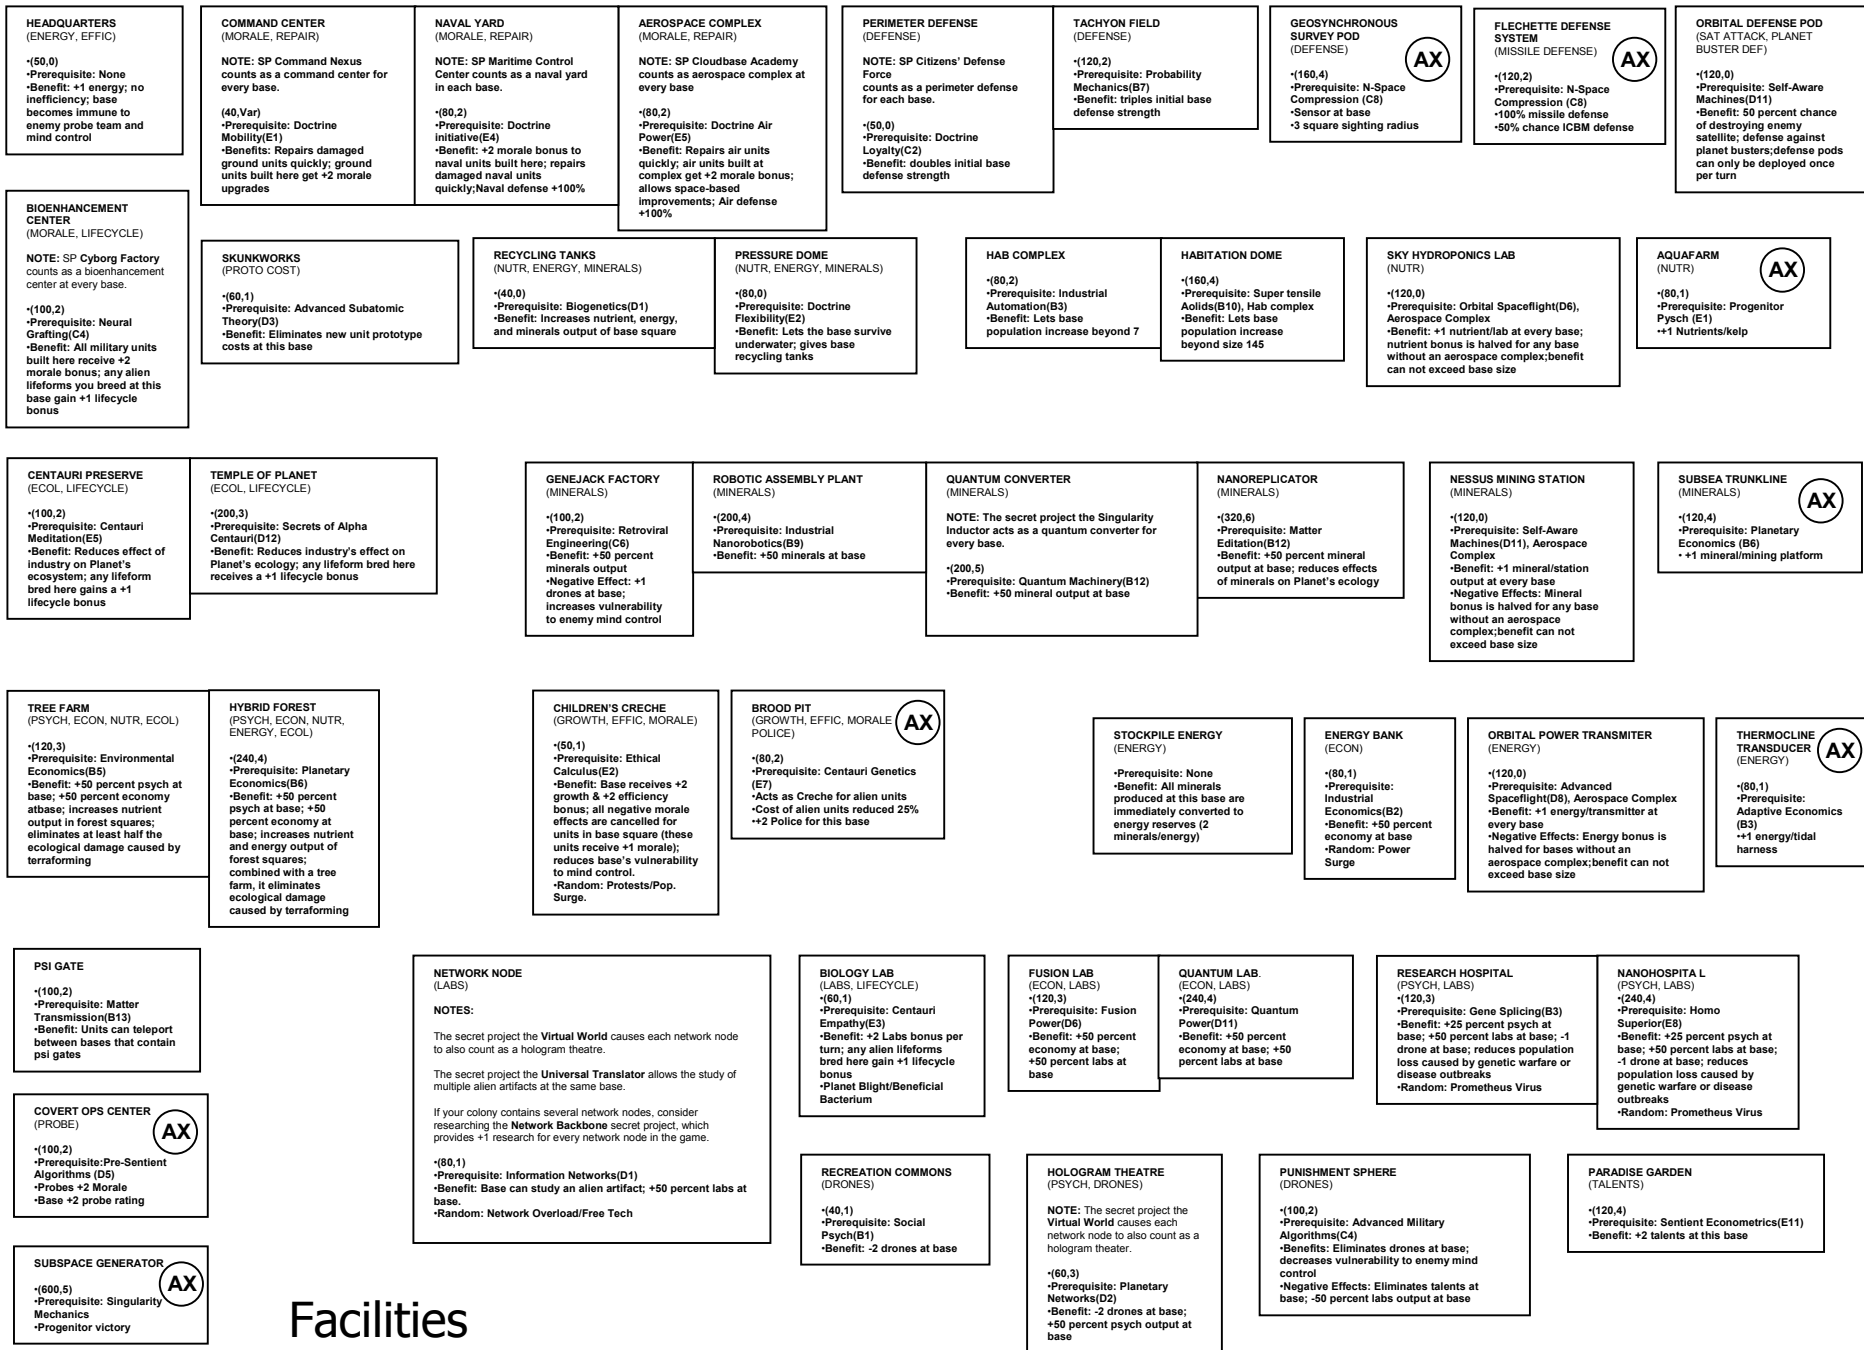 HEADQUARTERS
(ENERGY, EFFIC)
•(50,0)
•Prerequisite: None
•Benefit: +1 energy; no
inefficiency; base
becomes immune to
enemy probe team and
mind control
COMMAND CENTER
(MORALE, REPAIR)
NOTE: SP Command Nexus
counts as a command center for
every base.
(40,Var)
•Prerequisite: Doctrine
Mobility(E1)
•Benefits: Repairs damaged
ground units quickly; ground
units built here get +2 morale
upgrades
NAVAL YARD
(MORALE, REPAIR)
NOTE: SP Maritime Control
Center counts as a naval yard
in each base.
•(80,2)
•Prerequisite: Doctrine
initiative(E4)
•Benefit: +2 morale bonus to
naval units built here; repairs
damaged naval units
quickly;Naval defense +100%
AEROSPACE COMPLEX
(MORALE, REPAIR)
NOTE: SP Cloudbase Academy
counts as aerospace complex at
every base
•(80,2)
•Prerequisite: Doctrine Air
Power(E5)
•Benefit: Repairs air units
quickly; air units built at
complex get +2 morale bonus;
allows space-based
improvements; Air defense
+100%
PERIMETER DEFENSE
(DEFENSE)
NOTE: SP Citizens' Defense
Force
counts as a perimeter defense
for each base.
•(50,0)
•Prerequisite: Doctrine
Loyalty(C2)
•Benefit: doubles initial base
defense strength
TACHYON FIELD
(DEFENSE)
•(120,2)
•Prerequisite: Probability
Mechanics(B7)
•Benefit: triples initial base
defense strength
GEOSYNCHRONOUS
SURVEY POD
(DEFENSE)
AX
•(160,4)
•Prerequisite: N-Space
Compression (C8)
•Sensor at base
•3 square sighting radius
FLECHETTE DEFENSE
SYSTEM
(MISSILE DEFENSE)
AX
•(120,2)
•Prerequisite: N-Space
Compression (C8)
•100% missile defense
•50% chance ICBM defense
ORBITAL DEFENSE POD
(SAT ATTACK, PLANET
BUSTER DEF)
•(120,0)
•Prerequisite: Self-Aware
Machines(D11)
•Benefit: 50 percent chance
of destroying enemy
satellite; defense against
planet busters;defense pods
can only be deployed once
per turn
BIOENHANCEMENT
CENTER
(MORALE, LIFECYCLE)
NOTE: SP Cyborg Factory
counts as a bioenhancement
center at every base.
•(100,2)
•Prerequisite: Neural
Grafting(C4)
•Benefit: All military units
built here receive +2
morale bonus; any alien
lifeforms you breed at this
base gain +1 lifecycle
bonus
SKUNKWORKS
(PROTO COST)
•(60,1)
•Prerequisite: Advanced Subatomic
Theory(D3)
•Benefit: Eliminates new unit prototype
costs at this base
RECYCLING TANKS
(NUTR, ENERGY, MINERALS)
•(40,0)
•Prerequisite: Biogenetics(D1)
•Benefit: Increases nutrient, energy,
and minerals output of base square
PRESSURE DOME
(NUTR, ENERGY, MINERALS)
•(80,0)
•Prerequisite: Doctrine
Flexibility(E2)
•Benefit: Lets the base survive
underwater; gives base
recycling tanks
HAB COMPLEX
•(80,2)
•Prerequisite: Industrial
Automation(B3)
•Benefit: Lets base
population increase beyond 7
HABITATION DOME
•(160,4)
•Prerequisite: Super tensile
Aolids(B10), Hab complex
•Benefit: Lets base
population increase
beyond size 145
SKY HYDROPONICS LAB
(NUTR)
•(120,0)
•Prerequisite: Orbital Spaceflight(D6),
Aerospace Complex
•Benefit: +1 nutrient/lab at every base;
nutrient bonus is halved for any base
without an aerospace complex;benefit
can not exceed base size
AQUAFARM
(NUTR)
AX
•(80,1)
•Prerequisite: Progenitor
Pysch (E1)
•+1 Nutrients/kelp
CENTAURI PRESERVE
(ECOL, LIFECYCLE)
•(100,2)
•Prerequisite: Centauri
Meditation(E5)
•Benefit: Reduces effect of
industry on Planet's
ecosystem; any lifeform
bred here gains a +1
lifecycle bonus
TEMPLE OF PLANET
(ECOL, LIFECYCLE)
•(200,3)
•Prerequisite: Secrets of Alpha
Centauri(D12)
•Benefit: Reduces industry's effect on
Planet's ecology; any lifeform bred here
receives a +1 lifecycle bonus
GENEJACK FACTORY
(MINERALS)
•(100,2)
•Prerequisite: Retroviral
Engineering(C6)
•Benefit: +50 percent
minerals output
•Negative Effect: +1
drones at base;
increases vulnerability
to enemy mind control
ROBOTIC ASSEMBLY PLANT
(MINERALS)
•(200,4)
•Prerequisite: Industrial
Nanorobotics(B9)
•Benefit: +50 minerals at base
QUANTUM CONVERTER
(MINERALS)
NOTE: The secret project the Singularity
Inductor acts as a quantum converter for
every base.
•(200,5)
•Prerequisite: Quantum Machinery(B12)
•Benefit: +50 mineral output at base
NANOREPLICATOR
(MINERALS)
•(320,6)
•Prerequisite: Matter
Editation(B12)
•Benefit: +50 percent mineral
output at base; reduces effects
of minerals on Planet's ecology
NESSUS MINING STATION
(MINERALS)
•(120,0)
•Prerequisite: Self-Aware
Machines(D11), Aerospace
Complex
•Benefit: +1 mineral/station
output at every base
•Negative Effects: Mineral
bonus is halved for any base
without an aerospace
complex;benefit can not
exceed base size
SUBSEA TRUNKLINE
(MINERALS)
AX
•(120,4)
•Prerequisite: Planetary
Economics (B6)
• +1 mineral/mining platform
TREE FARM
(PSYCH, ECON, NUTR, ECOL)
•(120,3)
•Prerequisite: Environmental
Economics(B5)
•Benefit: +50 percent psych at
base; +50 percent economy
atbase; increases nutrient
output in forest squares;
eliminates at least half the
ecological damage caused by
terraforming
HYBRID FOREST
(PSYCH, ECON, NUTR,
ENERGY, ECOL)
•(240,4)
•Prerequisite: Planetary
Economics(B6)
•Benefit: +50 percent
psych at base; +50
percent economy at
base; increases nutrient
and energy output of
forest squares;
combined with a tree
farm, it eliminates
ecological damage
caused by terraforming
CHILDREN'S CRECHE
(GROWTH, EFFIC, MORALE)
•(50,1)
•Prerequisite: Ethical
Calculus(E2)
•Benefit: Base receives +2
growth & +2 efficiency
bonus; all negative morale
effects are cancelled for
units in base square (these
units receive +1 morale);
reduces base's vulnerability
to mind control.
•Random: Protests/Pop.
Surge.
BROOD PIT
(GROWTH, EFFIC, MORALE
POLICE)
AX
•(80,2)
•Prerequisite: Centauri Genetics
(E7)
•Acts as Creche for alien units
•Cost of alien units reduced 25%
•+2 Police for this base
STOCKPILE ENERGY
(ENERGY)
•Prerequisite: None
•Benefit: All minerals
produced at this base are
immediately converted to
energy reserves (2
minerals/energy)
ENERGY BANK
(ECON)
•(80,1)
•Prerequisite:
Industrial
Economics(B2)
•Benefit: +50 percent
economy at base
•Random: Power
Surge
ORBITAL POWER TRANSMITER
(ENERGY)
•(120,0)
•Prerequisite: Advanced
Spaceflight(D8), Aerospace Complex
•Benefit: +1 energy/transmitter at
every base
•Negative Effects: Energy bonus is
halved for bases without an
aerospace complex;benefit can not
exceed base size
THERMOCLINE
TRANSDUCER
(ENERGY)
AX
•(80,1)
•Prerequisite:
Adaptive Economics
(B3)
•+1 energy/tidal
harness
PSI GATE
•(100,2)
•Prerequisite: Matter
Transmission(B13)
•Benefit: Units can teleport
between bases that contain
psi gates
NETWORK NODE
(LABS)
NOTES:
The secret project the Virtual World causes each network node
to also count as a hologram theatre.
The secret project the Universal Translator allows the study of
multiple alien artifacts at the same base.
If your colony contains several network nodes, consider
researching the Network Backbone secret project, which
provides +1 research for every network node in the game.
•(80,1)
•Prerequisite: Information Networks(D1)
•Benefit: Base can study an alien artifact; +50 percent labs at
base.
•Random: Network Overload/Free Tech
BIOLOGY LAB
(LABS, LIFECYCLE)
•(60,1)
•Prerequisite: Centauri
Empathy(E3)
•Benefit: +2 Labs bonus per
turn; any alien lifeforms
bred here gain +1 lifecycle
bonus
•Planet Blight/Beneficial
Bacterium
FUSION LAB
(ECON, LABS)
•(120,3)
•Prerequisite: Fusion
Power(D6)
•Benefit: +50 percent
economy at base;
+50 percent labs at
base
QUANTUM LAB.
(ECON, LABS)
•(240,4)
•Prerequisite: Quantum
Power(D11)
•Benefit: +50 percent
economy at base; +50
percent labs at base
RESEARCH HOSPITAL
(PSYCH, LABS)
•(120,3)
•Prerequisite: Gene Splicing(B3)
•Benefit: +25 percent psych at
base; +50 percent labs at base; -1
drone at base; reduces population
loss caused by genetic warfare or
disease outbreaks
•Random: Prometheus Virus
NANOHOSPITA L
(PSYCH, LABS)
•(240,4)
•Prerequisite: Homo
Superior(E8)
•Benefit: +25 percent psych at
base; +50 percent labs at base;
-1 drone at base; reduces
population loss caused by
genetic warfare or disease
outbreaks
•Random: Prometheus Virus
COVERT OPS CENTER
(PROBE)
AX
•(100,2)
•Prerequisite:Pre-Sentient
Algorithms (D5)
•Probes +2 Morale
•Base +2 probe rating
RECREATION COMMONS
(DRONES)
•(40,1)
•Prerequisite: Social
Psych(B1)
•Benefit: -2 drones at base
HOLOGRAM THEATRE
(PSYCH, DRONES)
NOTE: The secret project the
Virtual World causes each
network node to also count as a
hologram theater.
•(60,3)
•Prerequisite: Planetary
Networks(D2)
•Benefit: -2 drones at base;
+50 percent psych output at
base
PUNISHMENT SPHERE
(DRONES)
•(100,2)
•Prerequisite: Advanced Military
Algorithms(C4)
•Benefits: Eliminates drones at base;
decreases vulnerability to enemy mind
control
•Negative Effects: Eliminates talents at
base; -50 percent labs output at base
PARADISE GARDEN
(TALENTS)
•(120,4)
•Prerequisite: Sentient Econometrics(E11)
•Benefit: +2 talents at this base
SUBSPACE GENERATOR
AX
•(600,5)
•Prerequisite: Singularity
Mechanics
•Progenitor victory
Facilities